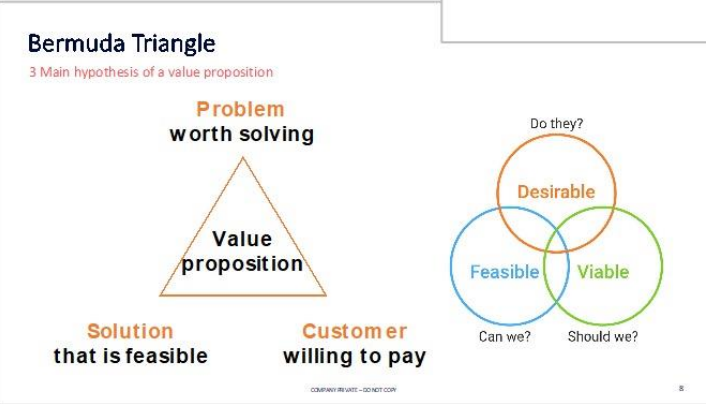 Bermuda Triangle
3 Main hypothesis of a value proposition
Problem
worth solving
Value
proposition
Solution
that is feasible
Customer
willing to pay
Do they?
Desirable
Feasible
Viable
Can we?
Should we?
COMPANY PRIVATE – DO NOT COPY
8